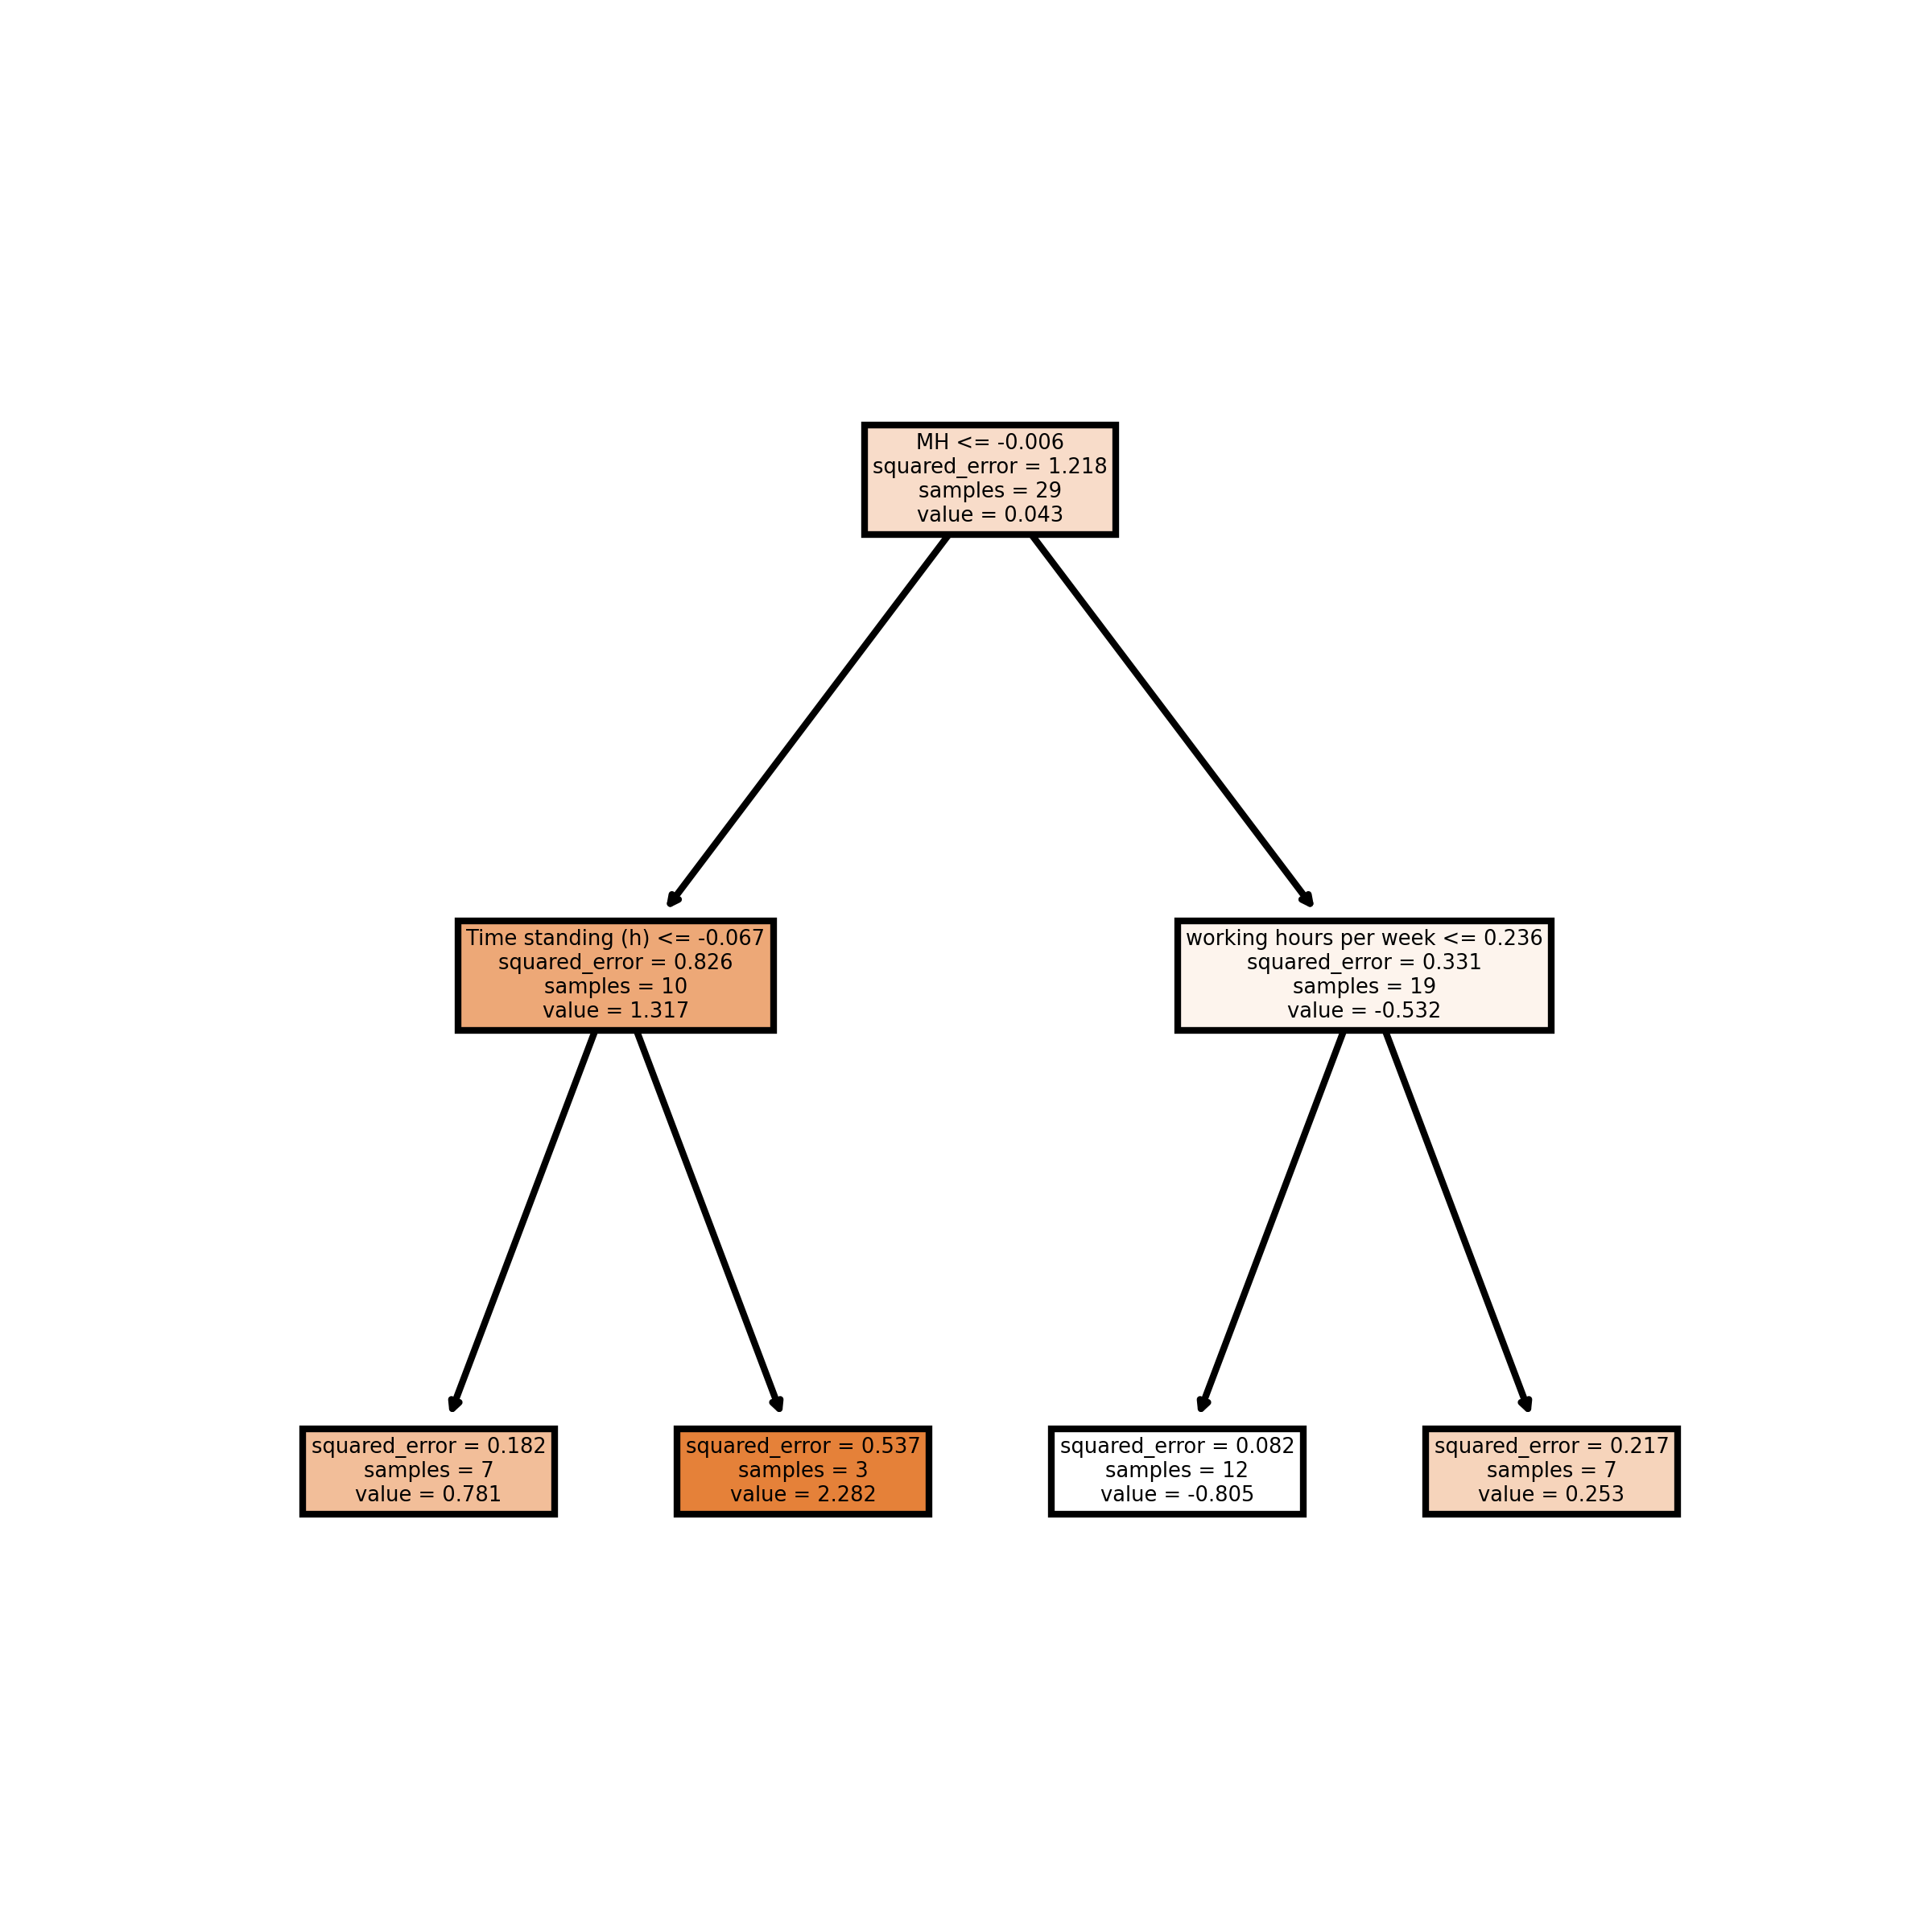 MH <= -0.006
squared_error = 1.218
samples = 29
value = 0.043
Time standing (h) <= -0.067
squared_error = 0.826
samples = 10
value = 1.317
working hours per week <= 0.236
squared_error = 0.331
samples = 19
value = -0.532
squared_error = 0.182
samples = 7
value = 0.781
squared_error = 0.537
samples = 3
value = 2.282
squared_error = 0.082
samples = 12
value = -0.805
squared_error = 0.217
samples = 7
value = 0.253